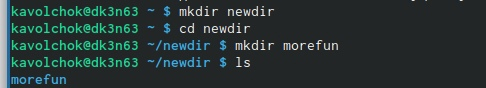 kavolchok@dk3n63 ~ $ mkdir newdir
kavolchok@dk3n63 ~ $ cd newdir
kavolchok@dk3n63 ~/newdir $ mkdir morefun
kavolchok@dk3n63 ~/newdir $ ls
morefun